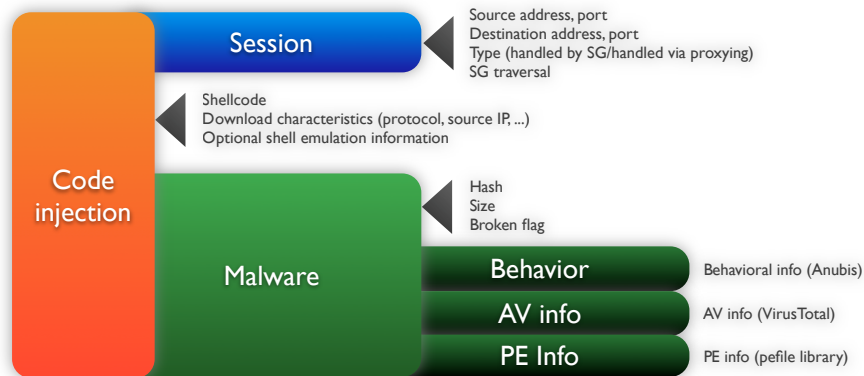 Session
Source address, port
Destination address, port
Type (handled by SG/handled via proxying)
SG traversal
Shellcode
Download characteristics (protocol, source IP, ...)
Optional shell emulation information
Code
injection
Malware
Hash
Size
Broken flag
Behavior
Behavioral info (Anubis)
AV info
AV info (VirusTotal)
PE Info
PE info (pefile library)